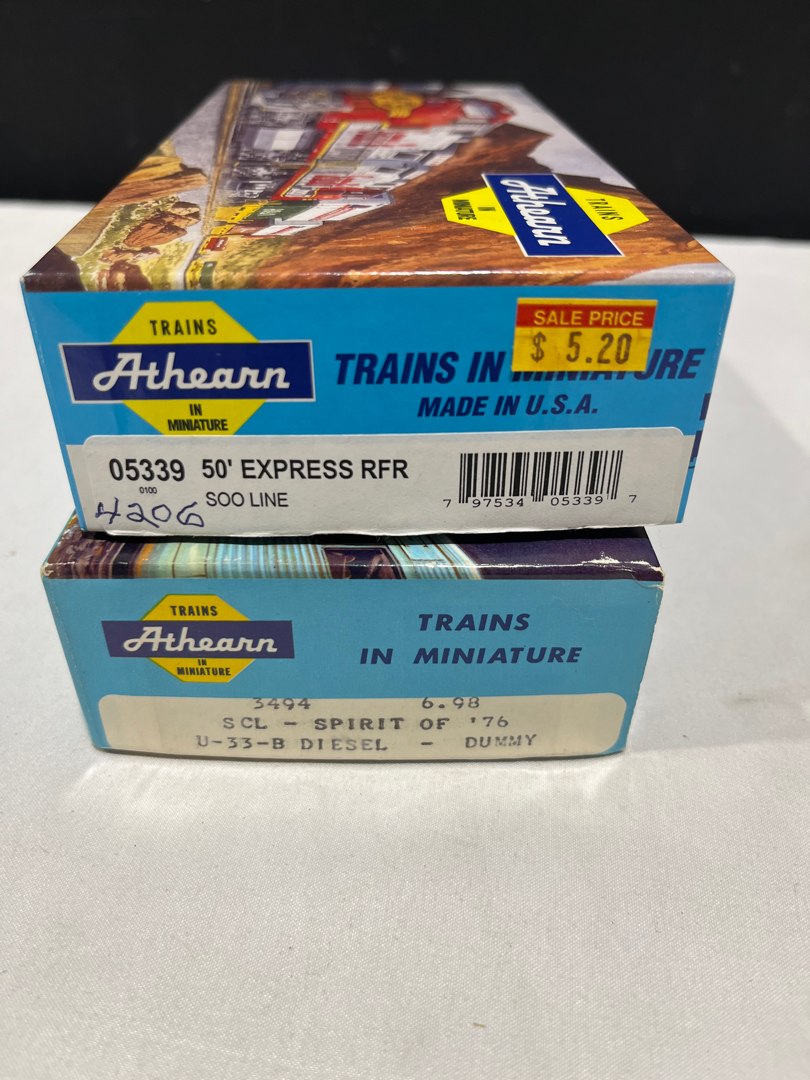 TRAINS
IN
MINIATURE
Athearn
TRAINS
Athearn
IN
MINIATURE
SALE PRICE
$ 5.20
TRAINS IN MINIATURE
MADE IN U.S.A.
05339 50' EXPRESS RFR
0100
4206 SOO LINE
7 97534 05339 7
TRAINS
Athearn
IN
MINIATURE
TRAINS
IN MINIATURE
3494 6.98
SCL - SPIRIT OF '76
U-33-B DIESEL - DUMMY